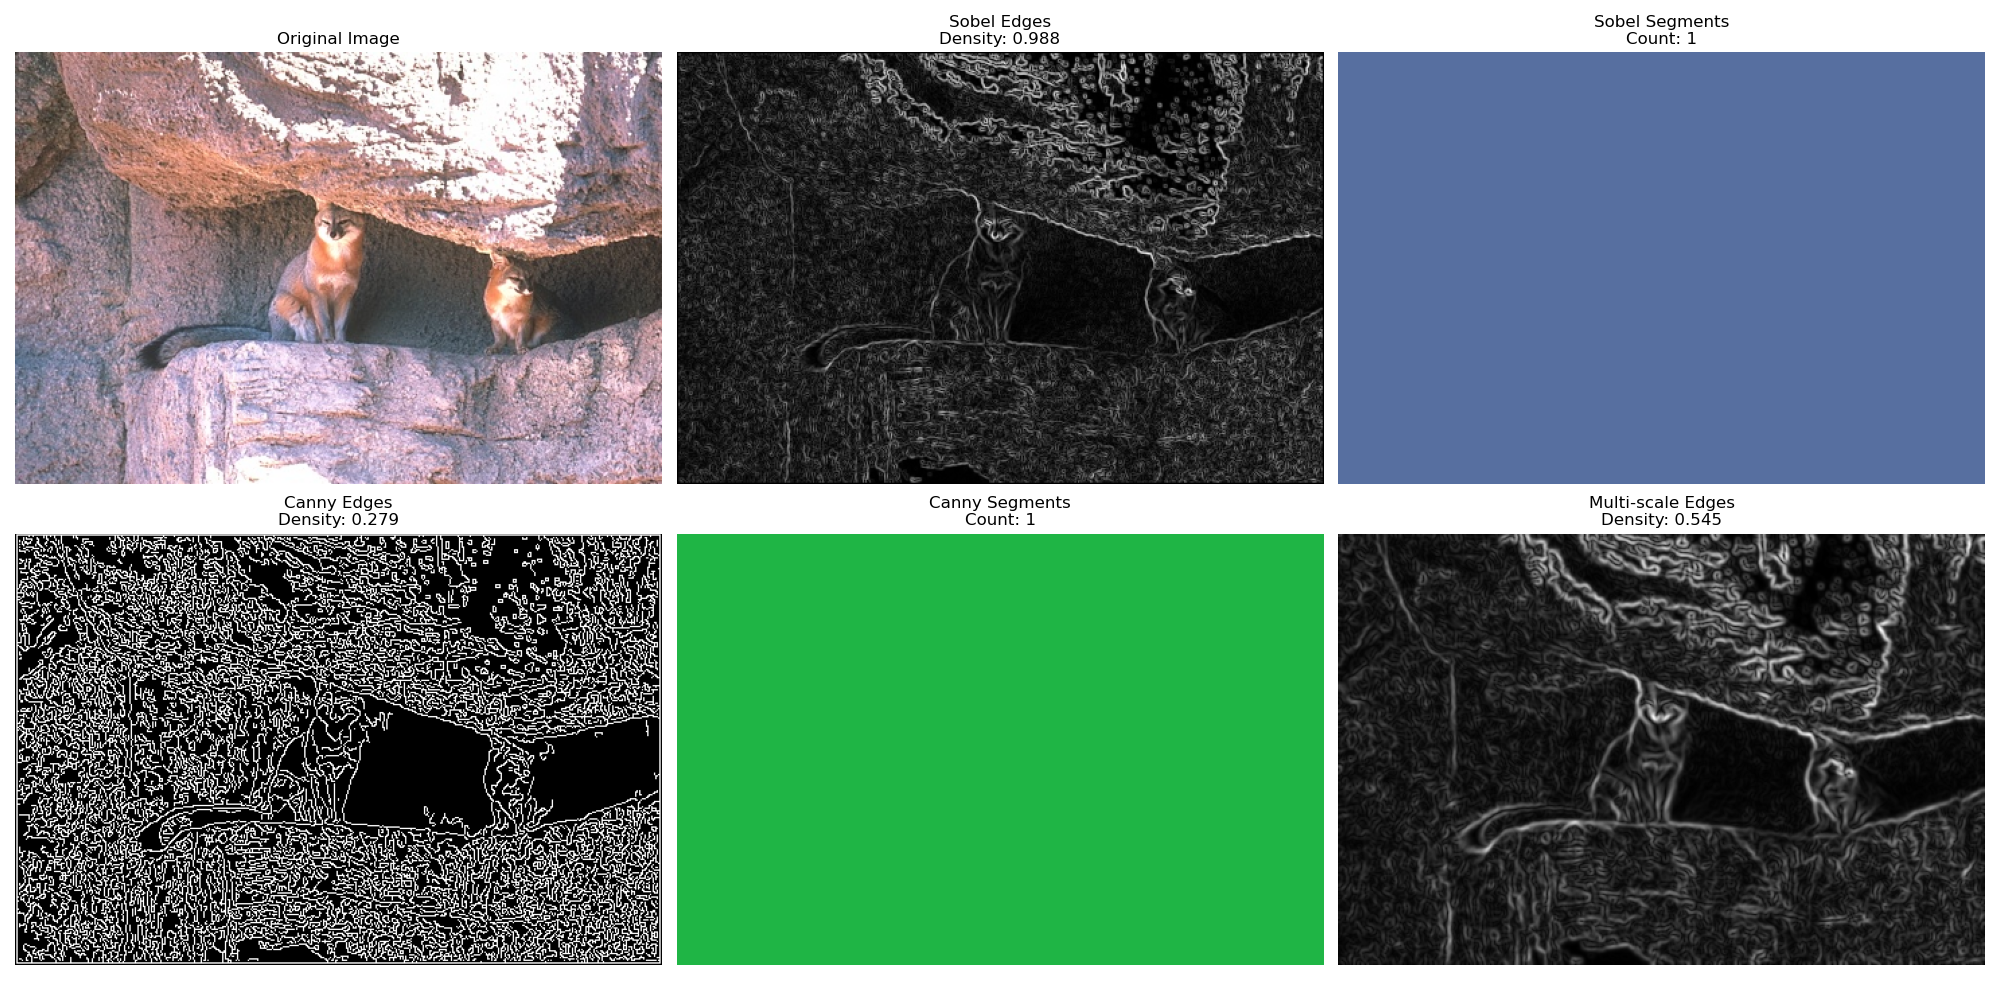 Original Image
Sobel Edges
Density: 0.988
Sobel Segments
Count: 1
Canny Edges
Density: 0.279
Canny Segments
Count: 1
Multi-scale Edges
Density: 0.545